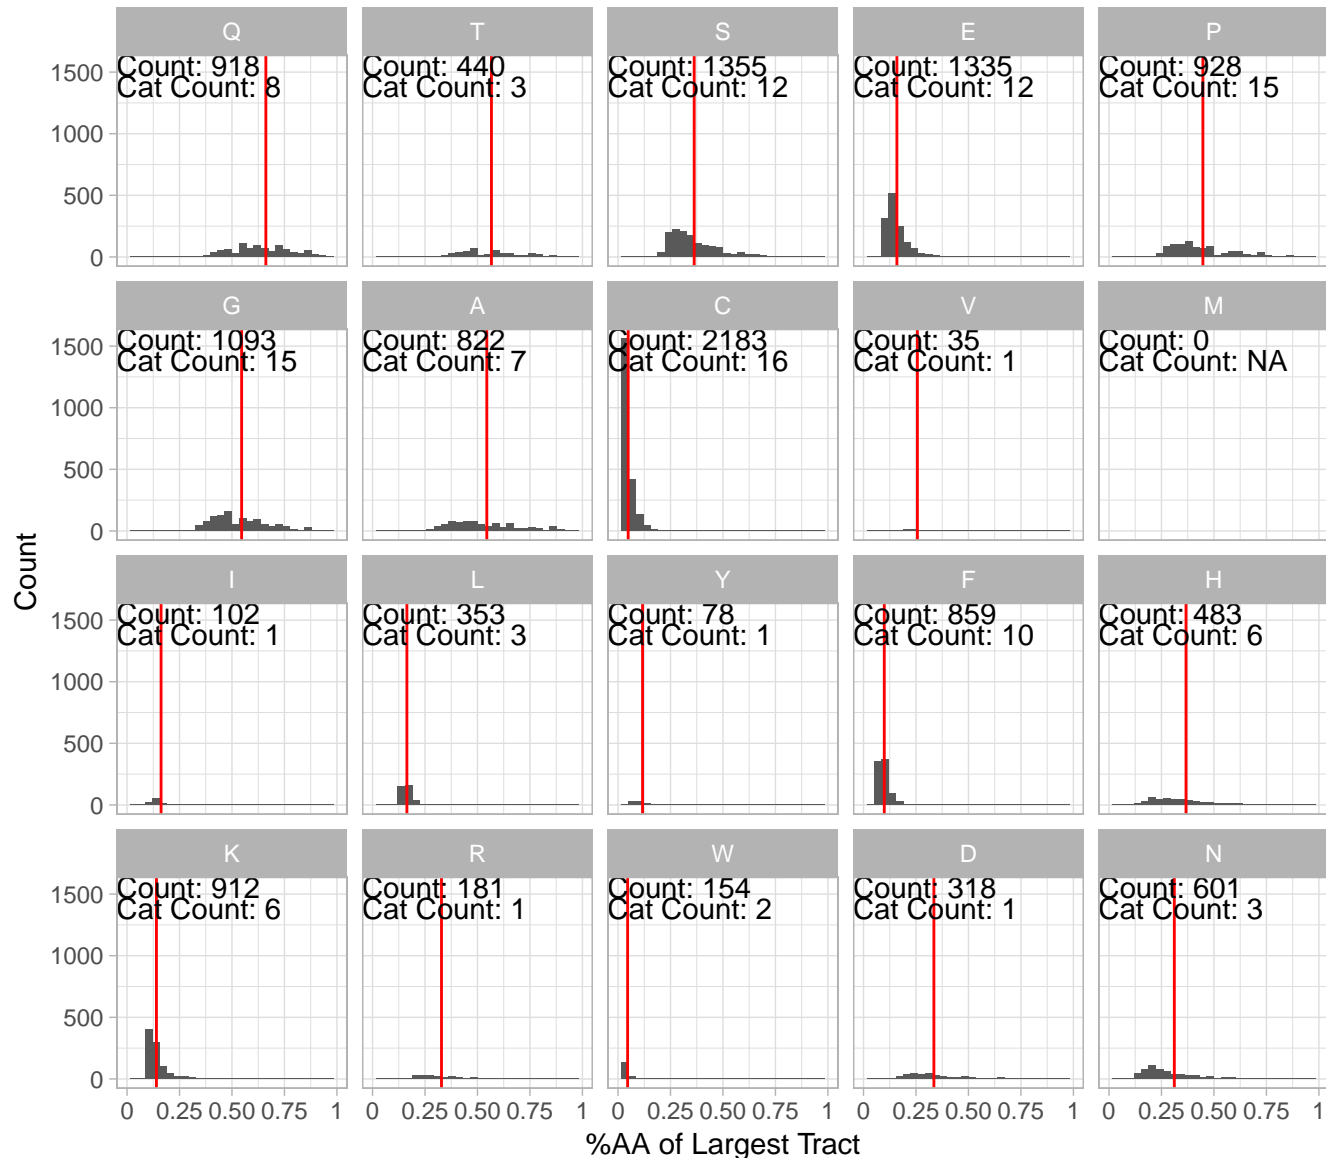 Q T S E P
Count: 918 Count: 440 Count: 1355 Count: 1335 Count: 928
Cat Count: 8 Cat Count: 3 Cat Count: 12 Cat Count: 12 Cat Count: 15
1500
1000
500
0
G A C V M
Count: 1093 Count: 822 Count: 2183 Count: 35 Count: 0
Cat Count: 15 Cat Count: 7 Cat Count: 16 Cat Count: 1 Cat Count: NA
1500
1000
500
0
Count
I L Y F H
Count: 102 Count: 353 Count: 78 Count: 859 Count: 483
Cat Count: 1 Cat Count: 3 Cat Count: 1 Cat Count: 10 Cat Count: 6
1500
1000
500
0
K R W D N
Count: 912 Count: 181 Count: 154 Count: 318 Count: 601
Cat Count: 6 Cat Count: 1 Cat Count: 2 Cat Count: 1 Cat Count: 3
1500
1000
500
0
0 0.25 0.50 0.75 1 0 0.25 0.50 0.75 1 0 0.25 0.50 0.75 1 0 0.25 0.50 0.75 1 0 0.25 0.50 0.75 1
%AA of Largest Tract